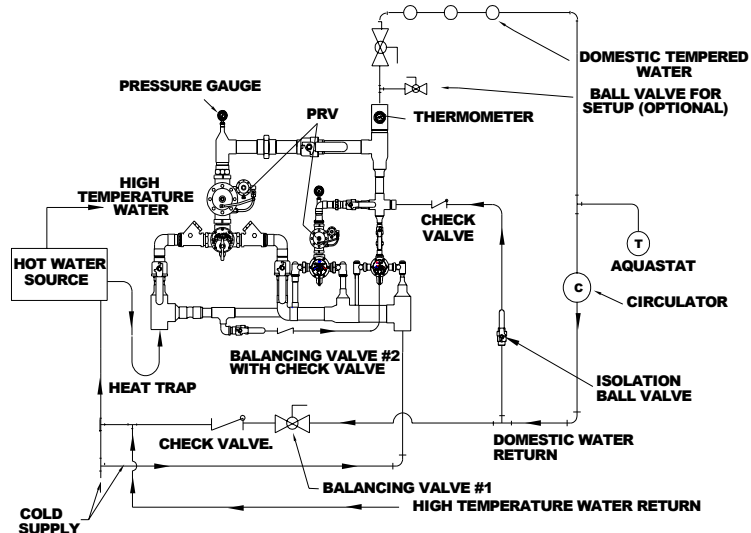 DOMESTIC TEMPERED
WATER
PRESSURE GAUGE
PRV
BALL VALVE FOR
SETUP (OPTIONAL)
THERMOMETER
HIGH
TEMPERATURE
WATER
CHECK
VALVE
HOT WATER
SOURCE
T
AQUASTAT
C
CIRCULATOR
BALANCING VALVE #2
WITH CHECK VALVE
HEAT TRAP
ISOLATION
BALL VALVE
CHECK VALVE.
DOMESTIC WATER
RETURN
BALANCING VALVE #1
HIGH TEMPERATURE WATER RETURN
COLD
SUPPLY